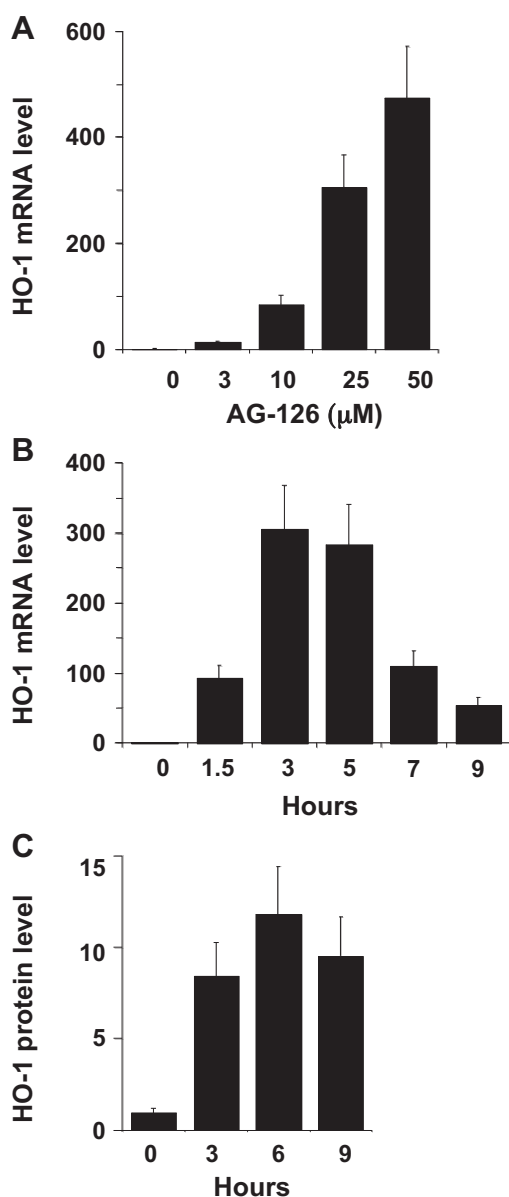 A
HO-1 mRNA level
600
400
200
0
0 3 10 25 50
AG-126 (μM)
B
HO-1 mRNA level
400
300
200
100
0
0 1.5 3 5 7 9
Hours
C
HO-1 protein level
15
10
5
0
0 3 6 9
Hours